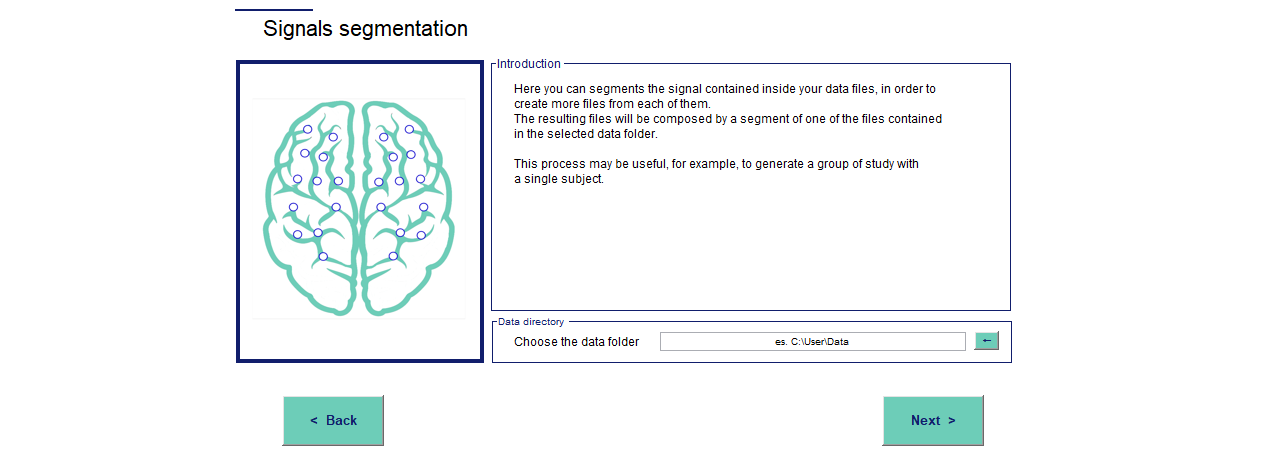 Signals segmentation
Introduction
Here you can segments the signal contained inside your data files, in order to
create more files from each of them.
The resulting files will be composed by a segment of one of the files contained
in the selected data folder.
This process may be useful, for example, to generate a group of study with
a single subject.
Data directory
Choose the data folder
es. C:\User\Data
←
< Back
Next >